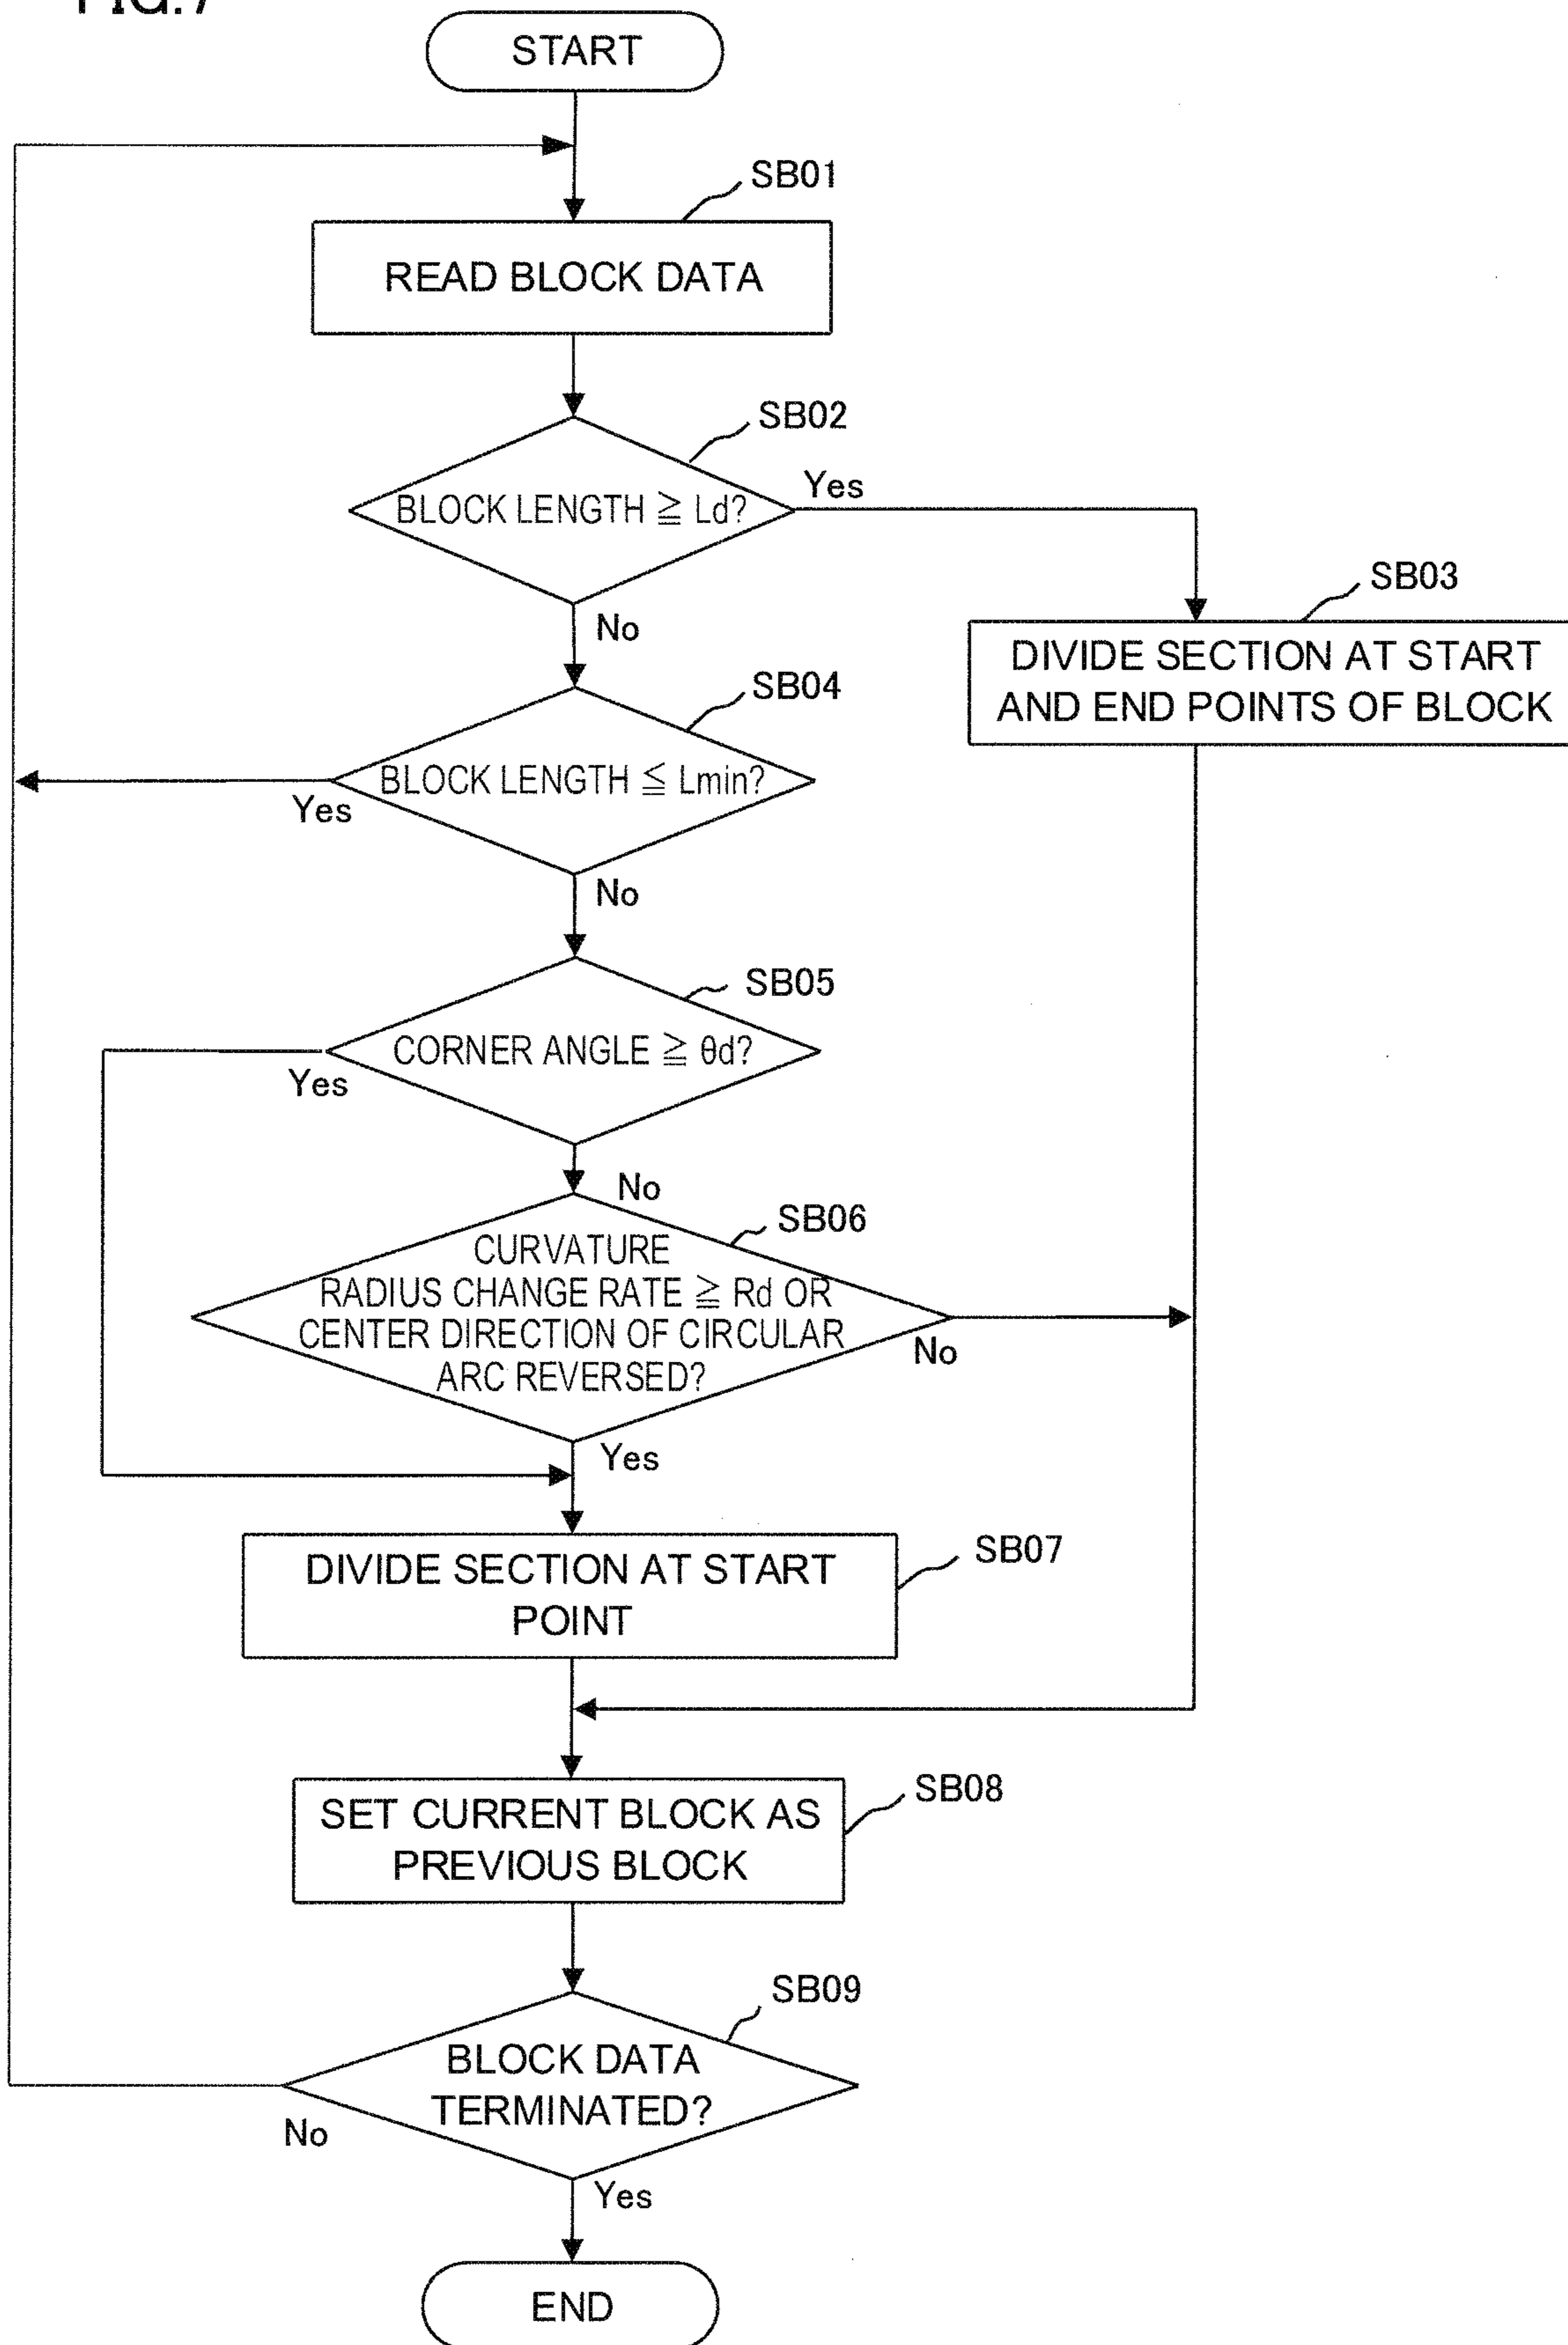 FIG.7
START
SB01
READ BLOCK DATA
SB02
BLOCK LENGTH ≧ Ld?
Yes
No
SB03
DIVIDE SECTION AT START
AND END POINTS OF BLOCK
SB04
BLOCK LENGTH ≦ Lmin?
Yes
No
SB05
CORNER ANGLE ≧ θd?
Yes
No
SB06
CURVATURE
RADIUS CHANGE RATE ≧ Rd OR
CENTER DIRECTION OF CIRCULAR
ARC REVERSED?
No
Yes
SB07
DIVIDE SECTION AT START
POINT
SB08
SET CURRENT BLOCK AS
PREVIOUS BLOCK
SB09
BLOCK DATA
TERMINATED?
No
Yes
END